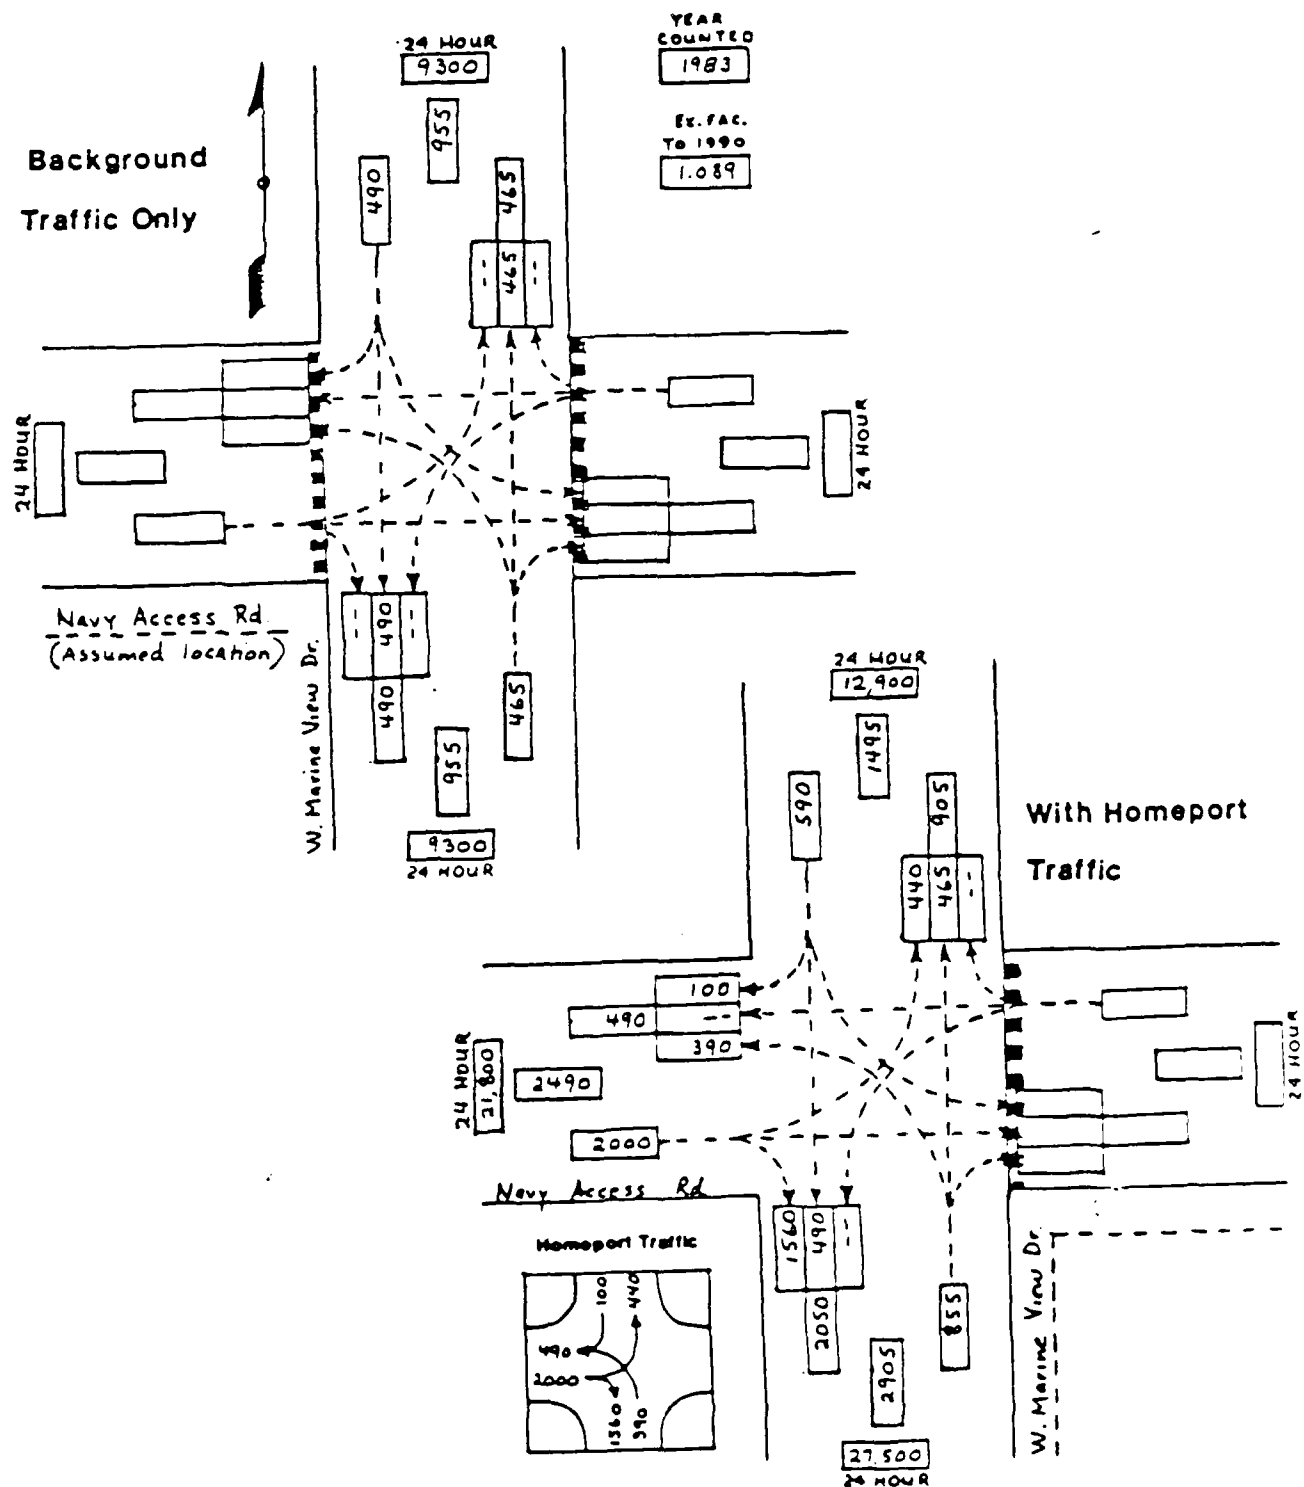 24 HOUR
9300
955
YEAR
COUNTED
1983
EX. FAC.
TO 1990
1.089
Background
Traffic Only
490
465
-- 465 --
24 HOUR
24 HOUR
Navy Access Rd.
(Assumed location)
W. Marine View Dr.
-- 490 --
490
465
955
9300
24 HOUR
24 HOUR
12,900
1495
590
905
440 465 --
With Homeport
Traffic
100
490 --
390
24 HOUR
21,800
2490
2000
24 HOUR
Navy Access Rd
1560 490 --
2050
855
2905
27,500
24 HOUR
W. Marine View Dr.
Homeport Traffic
100 440
490
2000
1560 390